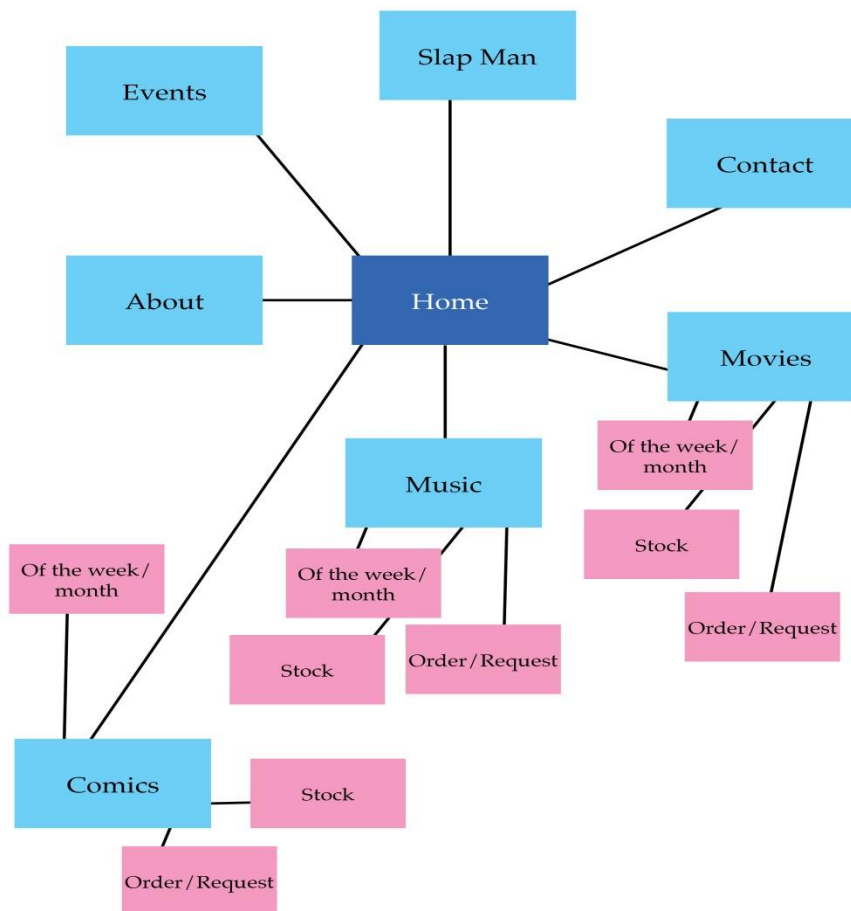 Slap Man
Events
Contact
About
Home
Movies
Of the week/
month
Music
Stock
Of the week/
month
Of the week/
month
Order/Request
Stock
Order/Request
Comics
Stock
Order/Request